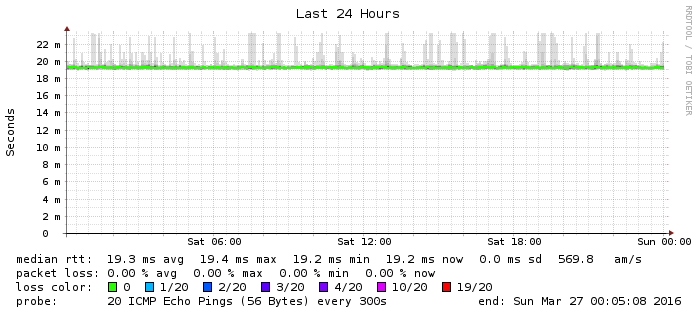 Last 24 Hours
RRDTOOL / TOBI OETIKER
Seconds
22 m
20 m
18 m
16 m
14 m
12 m
10 m
8 m
6 m
4 m
2 m
0
Sat 06:00 Sat 12:00 Sat 18:00 Sun 00:00
median rtt: 19.3 ms avg 19.4 ms max 19.2 ms min 19.2 ms now 0.0 ms sd 569.8 am/s
packet loss: 0.00 % avg 0.00 % max 0.00 % min 0.00 % now
loss color: 0 1/20 2/20 3/20 4/20 10/20 19/20
probe: 20 ICMP Echo Pings (56 Bytes) every 300s end: Sun Mar 27 00:05:08 2016